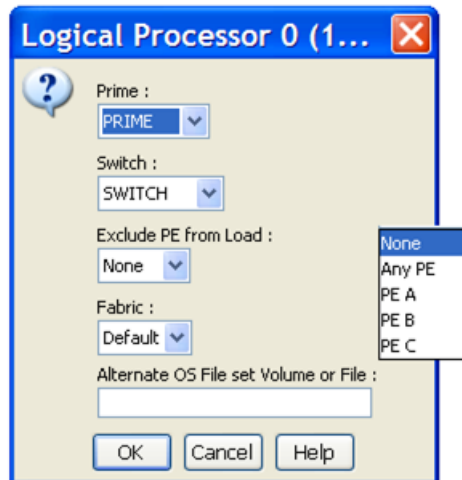 Logical Processor 0 (1...
?
Prime :
PRIME
Switch :
SWITCH
Exclude PE from Load :
None
None
Any PE
PE A
PE B
PE C
Fabric :
Default
Alternate OS File set Volume or File :
OK Cancel Help